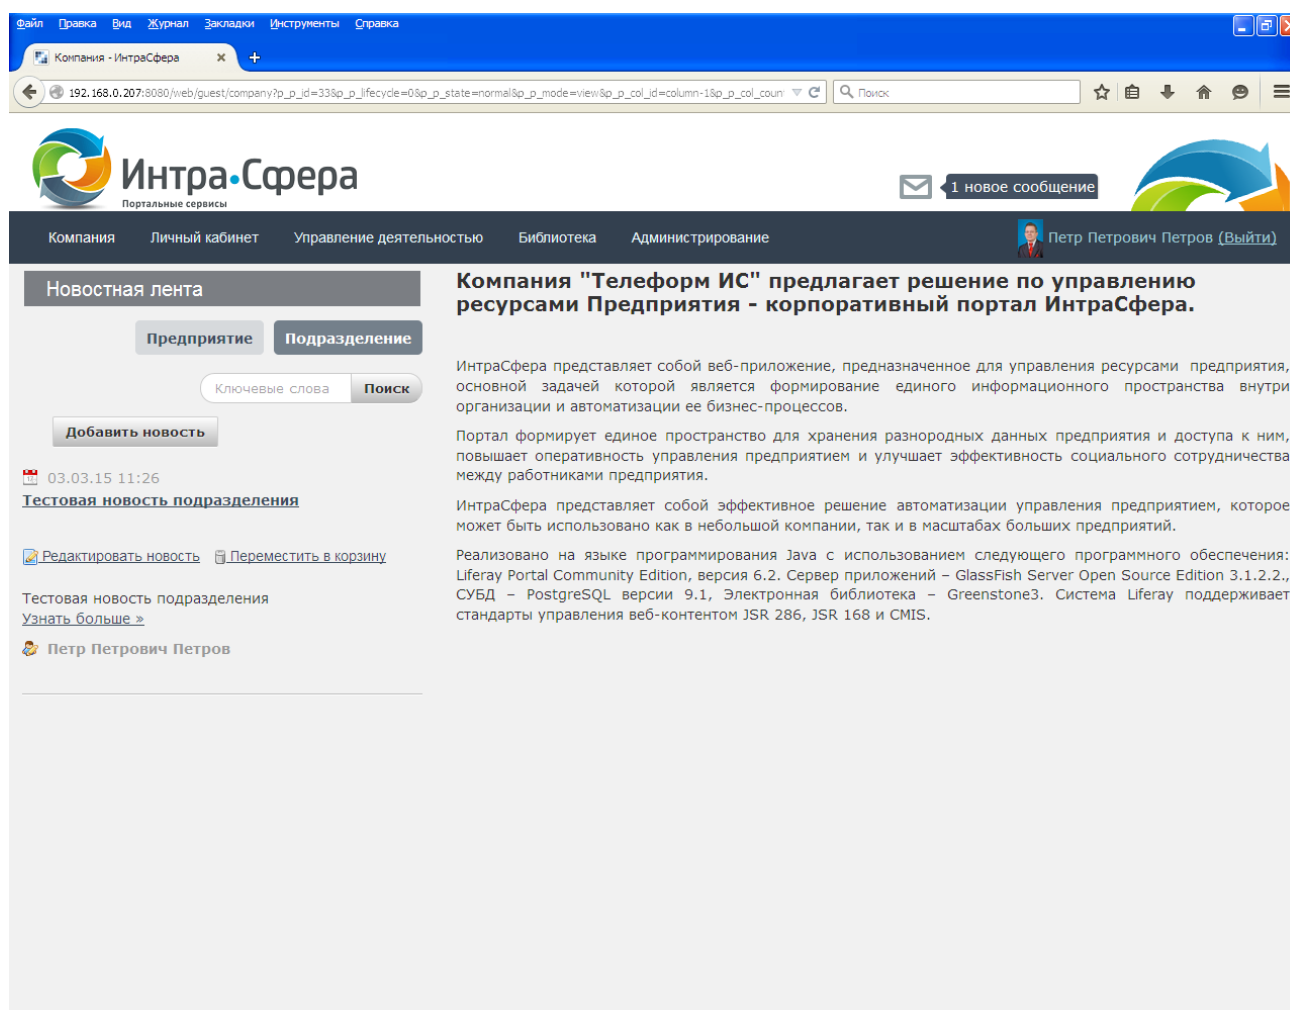 Файл Правка Вид Журнал Закладки Инструменты Справка
Компания - ИнтраСфера
192.168.0.207:8080/web/guest/company?p_p_id=33&p_p_lifecycle=0&p_p_state=normal&p_p_mode=view&p_p_col_id=column-1&p_p_col_coun
Поиск
Интра•Сфера
Портальные сервисы
1 новое сообщение
Компания Личный кабинет Управление деятельностью Библиотека Администрирование
Петр Петрович Петров (Выйти)
Новостная лента
Предприятие Подразделение
Ключевые слова Поиск
Добавить новость
03.03.15 11:26
Тестовая новость подразделения
Редактировать новость Переместить в корзину
Тестовая новость подразделения
Узнать больше »
Петр Петрович Петров
Компания "Телеформ ИС" предлагает решение по управлению
ресурсами Предприятия - корпоративный портал ИнтраСфера.
ИнтраСфера представляет собой веб-приложение, предназначенное для управления ресурсами предприятия,
основной задачей которой является формирование единого информационного пространства внутри
организации и автоматизации ее бизнес-процессов.
Портал формирует единое пространство для хранения разнородных данных предприятия и доступа к ним,
повышает оперативность управления предприятием и улучшает эффективность социального сотрудничества
между работниками предприятия.
ИнтраСфера представляет собой эффективное решение автоматизации управления предприятием, которое
может быть использовано как в небольшой компании, так и в масштабах больших предприятий.
Реализовано на языке программирования Java с использованием следующего программного обеспечения:
Liferay Portal Community Edition, версия 6.2. Сервер приложений – GlassFish Server Open Source Edition 3.1.2.2.,
СУБД – PostgreSQL версии 9.1, Электронная библиотека – Greenstone3. Система Liferay поддерживает
стандарты управления веб-контентом JSR 286, JSR 168 и CMIS.